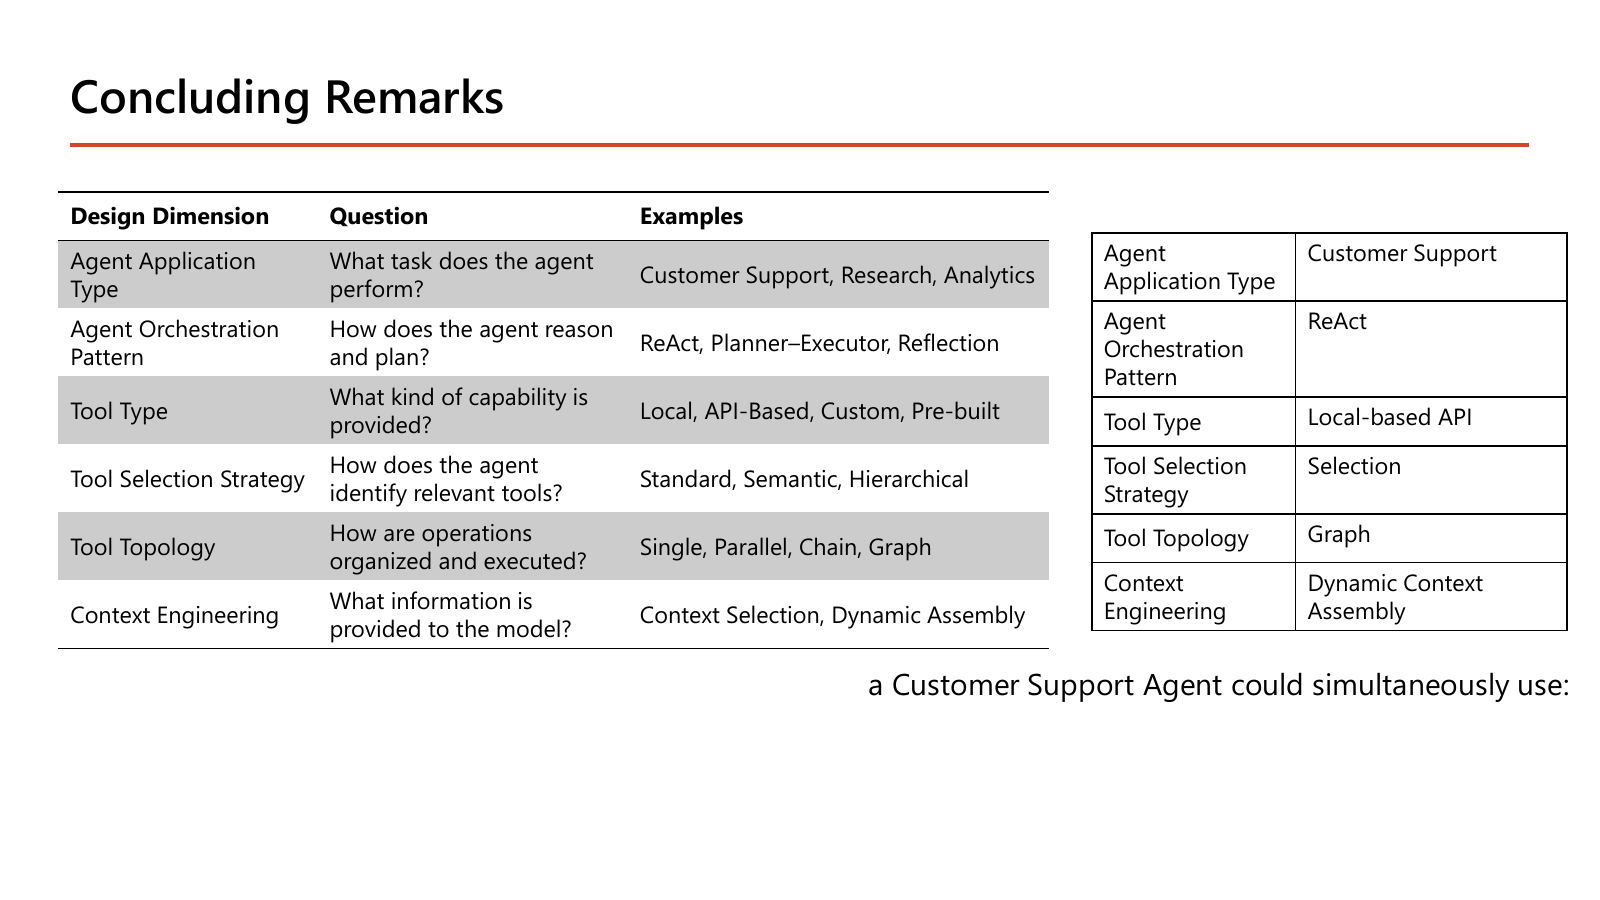 Concluding Remarks
Design Dimension Question Examples
Agent Application
Type
What task does the agent
perform?
Customer Support, Research, Analytics
Agent Orchestration
Pattern
How does the agent reason
and plan?
ReAct, Planner–Executor, Reflection
Tool Type
What kind of capability is
provided?
Local, API-Based, Custom, Pre-built
Tool Selection Strategy
How does the agent
identify relevant tools?
Standard, Semantic, Hierarchical
Tool Topology
How are operations
organized and executed?
Single, Parallel, Chain, Graph
Context Engineering
What information is
provided to the model?
Context Selection, Dynamic Assembly
Agent
Application Type
Customer Support
Agent
Orchestration
Pattern
ReAct
Tool Type
Local-based API
Tool Selection
Strategy
Selection
Tool Topology
Graph
Context
Engineering
Dynamic Context
Assembly
a Customer Support Agent could simultaneously use: